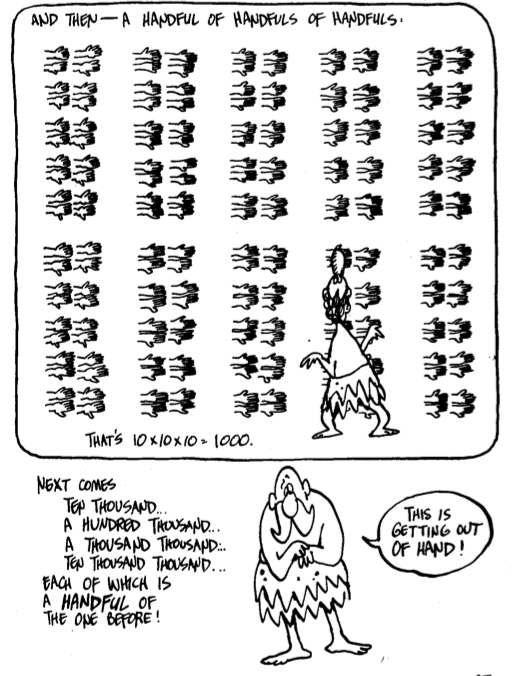 AND THEN — A HANDFUL OF HANDFULS OF HANDFULS.
THAT'S 10 x 10 x 10 = 1000.
NEXT COMES
TEN THOUSAND...
A HUNDRED THOUSAND...
A THOUSAND THOUSAND...
TEN THOUSAND THOUSAND...
EACH OF WHICH IS
A HANDFUL OF
THE ONE BEFORE!
THIS IS
GETTING OUT
OF HAND!